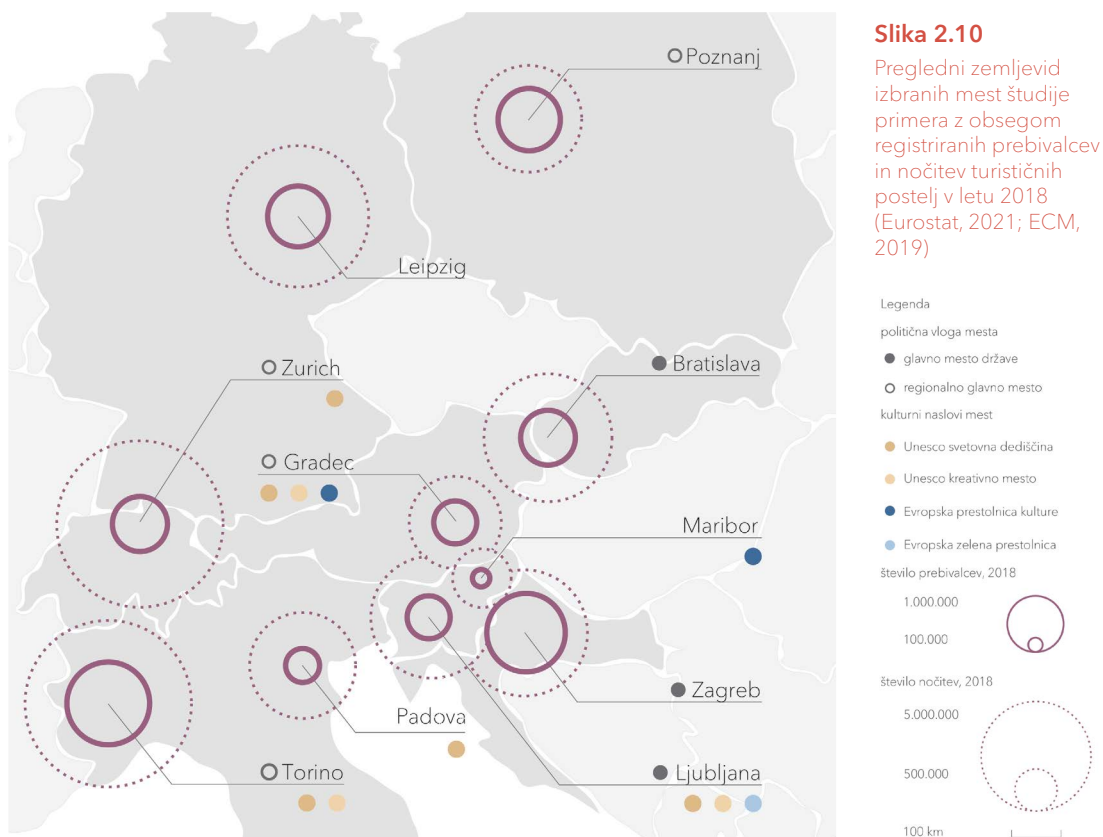 Poznanj
Leipzig
Zurich
Bratislava
Gradec
Maribor
Zagreb
Padova
Torino
Ljubljana
Slika 2.10
Pregledni zemljevid
izbranih mest študije
primera z obsegom
registriranih prebivalcev
in nočitev turističnih
postelj v letu 2018
(Eurostat, 2021; ECM,
2019)
Legenda
politična vloga mesta
glavno mesto države
regionalno glavno mesto
kulturni naslovi mest
Unesco svetovna dediščina
Unesco kreativno mesto
Evropska prestolnica kulture
Evropska zelena prestolnica
število prebivalcev, 2018
1.000.000
100.000
število nočitev, 2018
5.000.000
500.000
100 km